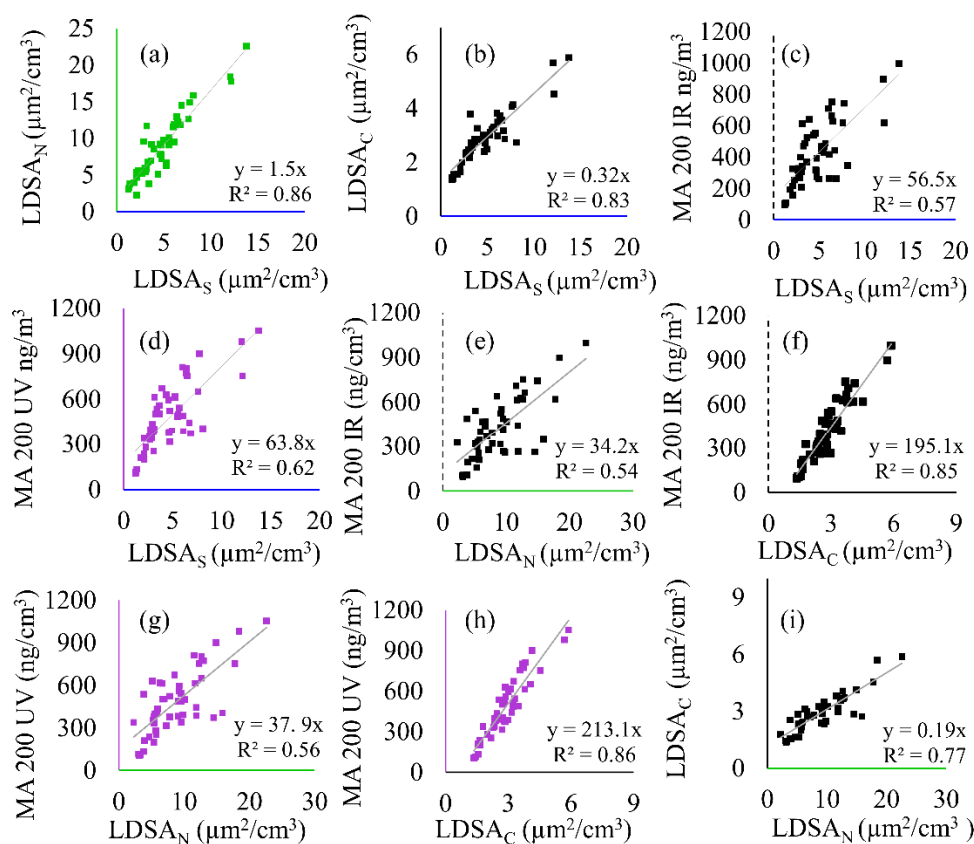 (a)
LDSA_N (µm²/cm³)
25
20
15
10
5
0
y = 1.5x
R² = 0.86
0 5 10 15 20
LDSA_S (µm²/cm³)
(b)
LDSA_C (µm²/cm³)
6
4
2
0
y = 0.32x
R² = 0.83
0 5 10 15 20
LDSA_S (µm²/cm³)
(c)
MA 200 IR ng/m³
1200
1000
800
600
400
200
0
y = 56.5x
R² = 0.57
0 5 10 15 20
LDSA_S (µm²/cm³)
(d)
MA 200 UV ng/m³
1200
900
600
300
0
y = 63.8x
R² = 0.62
0 5 10 15 20
LDSA_S (µm²/cm³)
(e)
MA 200 IR (ng/cm³)
1200
900
600
300
0
y = 34.2x
R² = 0.54
0 10 20 30
LDSA_N (µm²/cm³)
(f)
MA 200 IR (ng/m³)
1200
900
600
300
0
y = 195.1x
R² = 0.85
0 3 6 9
LDSA_C (µm²/cm³)
(g)
MA 200 UV (ng/cm³)
1200
900
600
300
0
y = 37. 9x
R² = 0.56
0 10 20 30
LDSA_N (µm²/cm³)
(h)
MA 200 UV (ng/m³)
1200
900
600
300
0
y = 213.1x
R² = 0.86
0 3 6 9
LDSA_C (µm²/cm³)
(i)
LDSA_C (µm²/cm³)
9
6
3
0
y = 0.19x
R² = 0.77
0 10 20 30
LDSA_N (µm²/cm³)